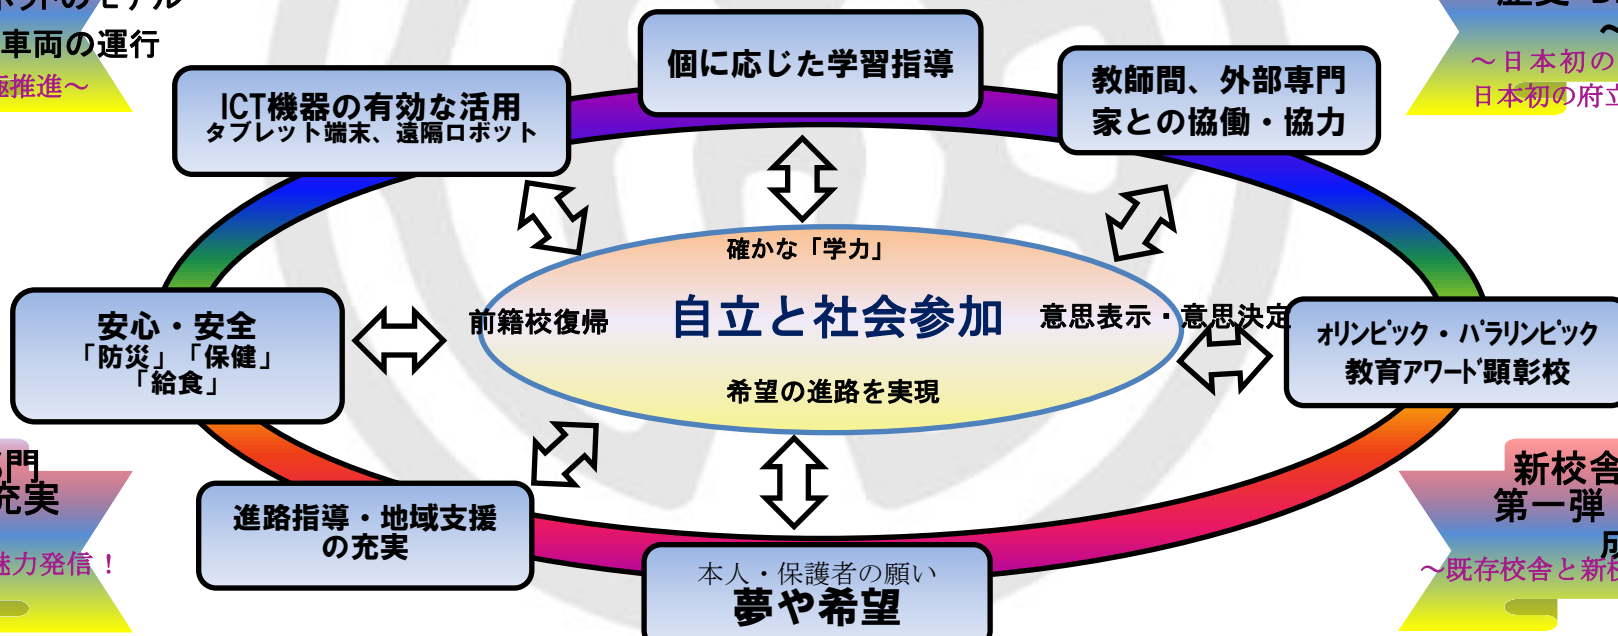 車両の運行
推進～
～日本初の
日本初の府立
個に応じた学習指導
ICT機器の有効な活用
タブレット端末、遠隔ロボット
教師間、外部専門
家との協働・協力
確かな「学力」
前籍校復帰
自立と社会参加
意思表示・意思決定
希望の進路を実現
安心・安全
「防災」「保健」
「給食」
ｵﾘﾝﾋﾟｯｸ・ﾊﾟﾗﾘﾝﾋﾟｯｸ
教育ｱﾜｰﾄﾞ顕彰校
門
充実
魅力発信！
進路指導・地域支援
の充実
本人・保護者の願い
夢や希望
新校舎
第一弾
～既存校舎と新校